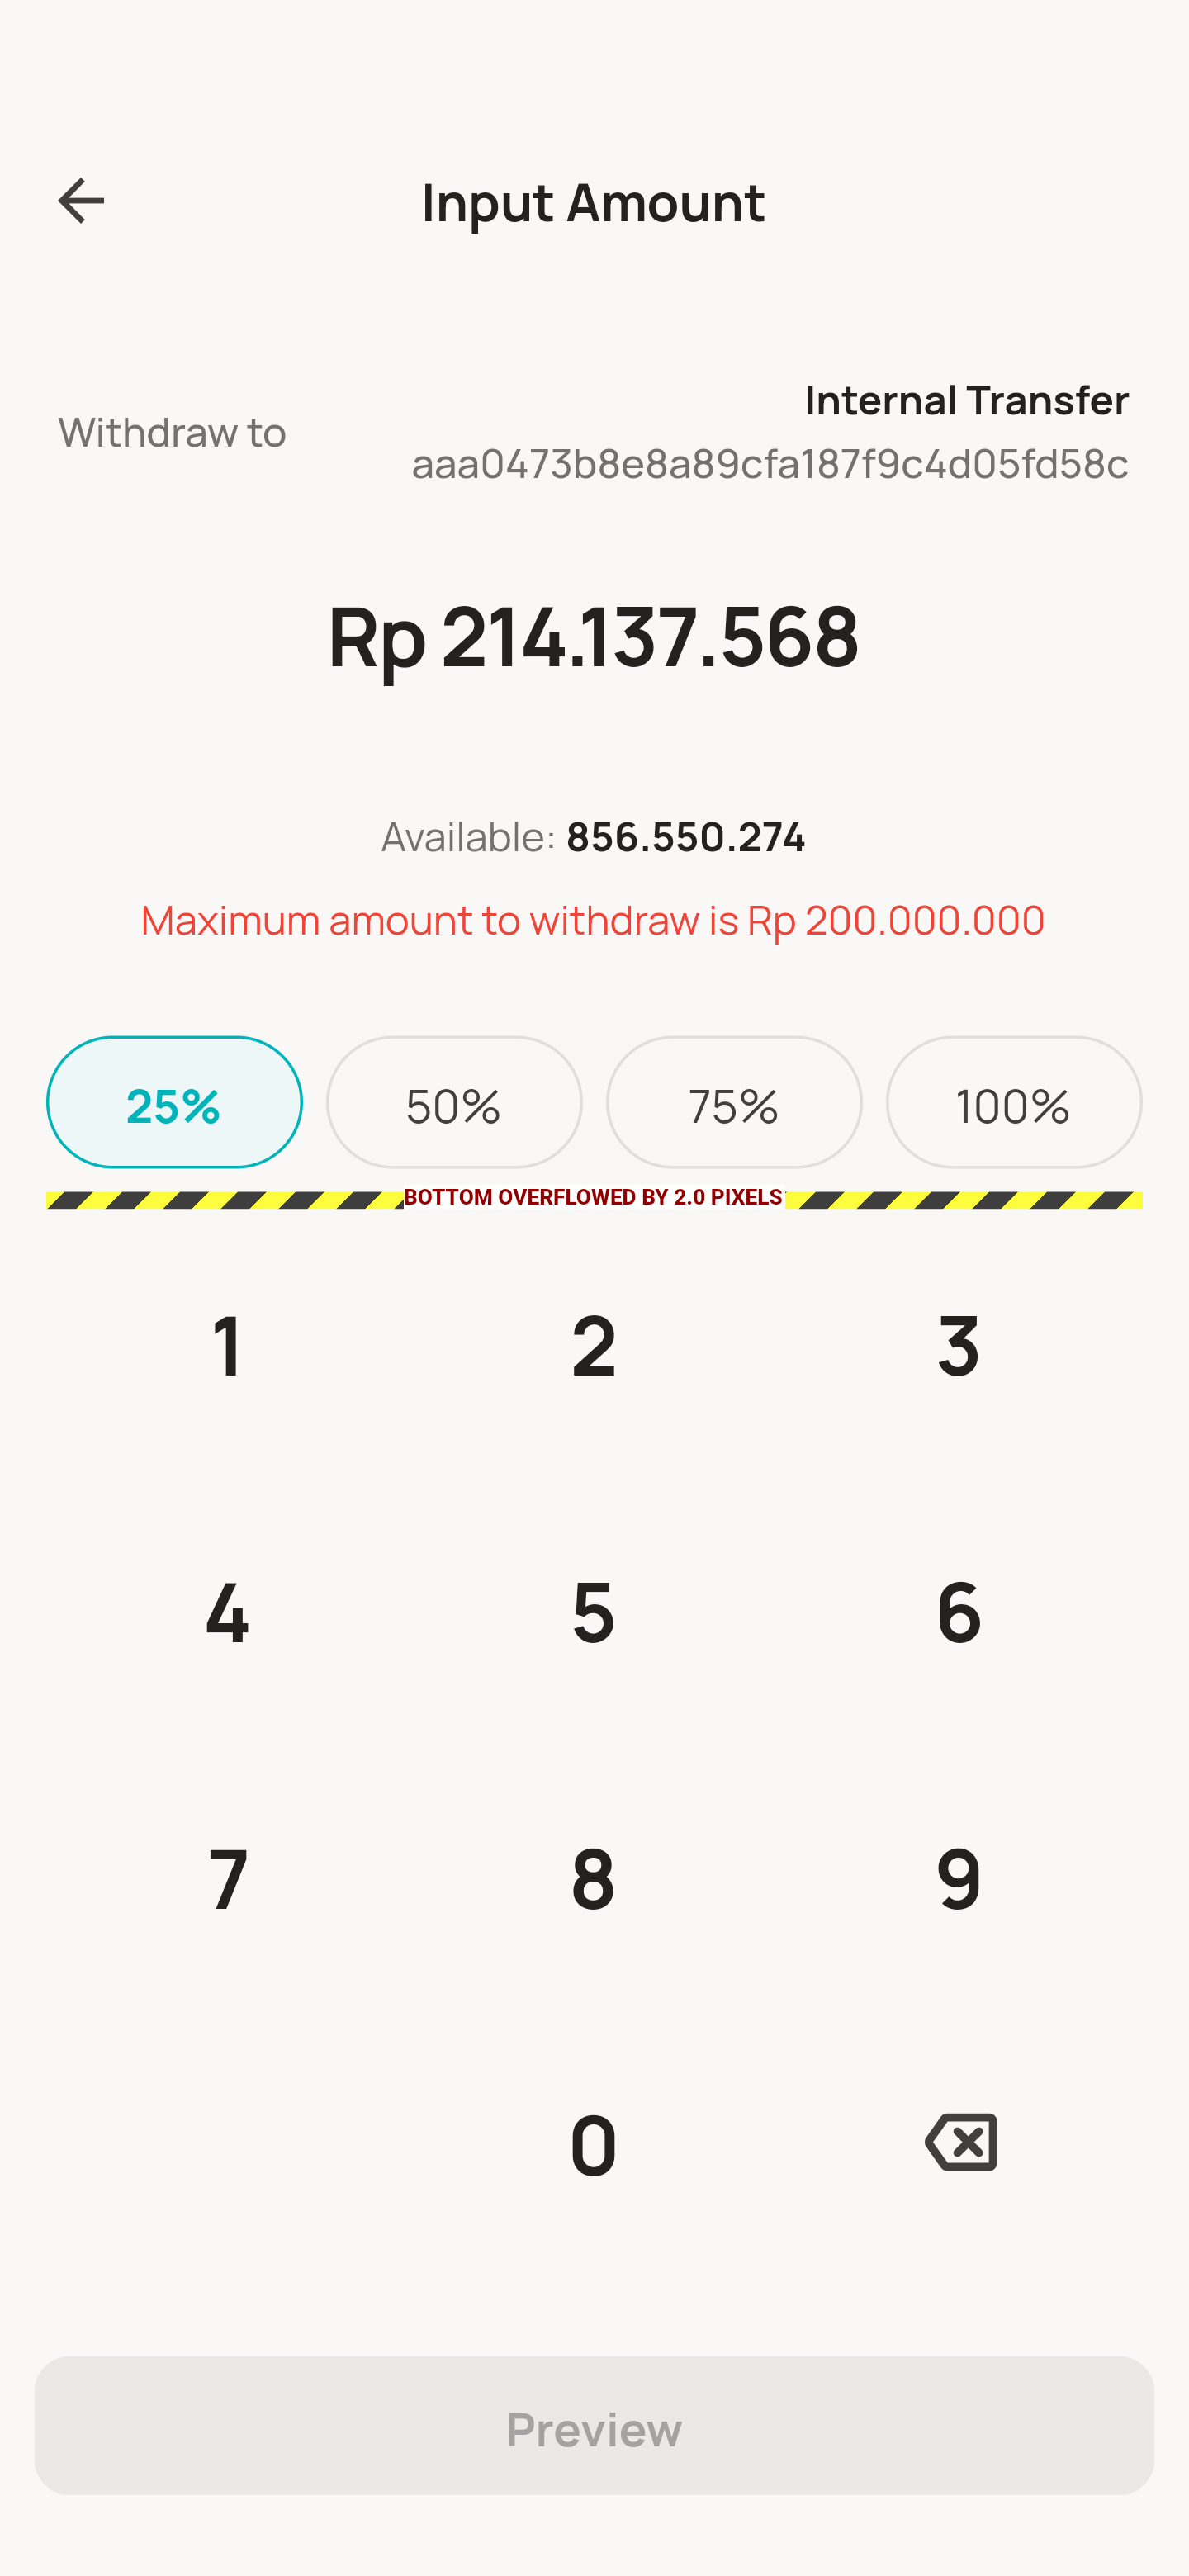 Input Amount
Internal Transfer
Withdraw to
aaa0473b8e8a89cfa187f9c4d05fd58c
Rp 214.137.568
Available: 856.550.274
Maximum amount to withdraw is Rp 200.000.000
25% 50% 75% 100%
BOTTOM OVERFLOWED BY 2.0 PIXELS
1 2 3
4 5 6
7 8 9
0
Preview